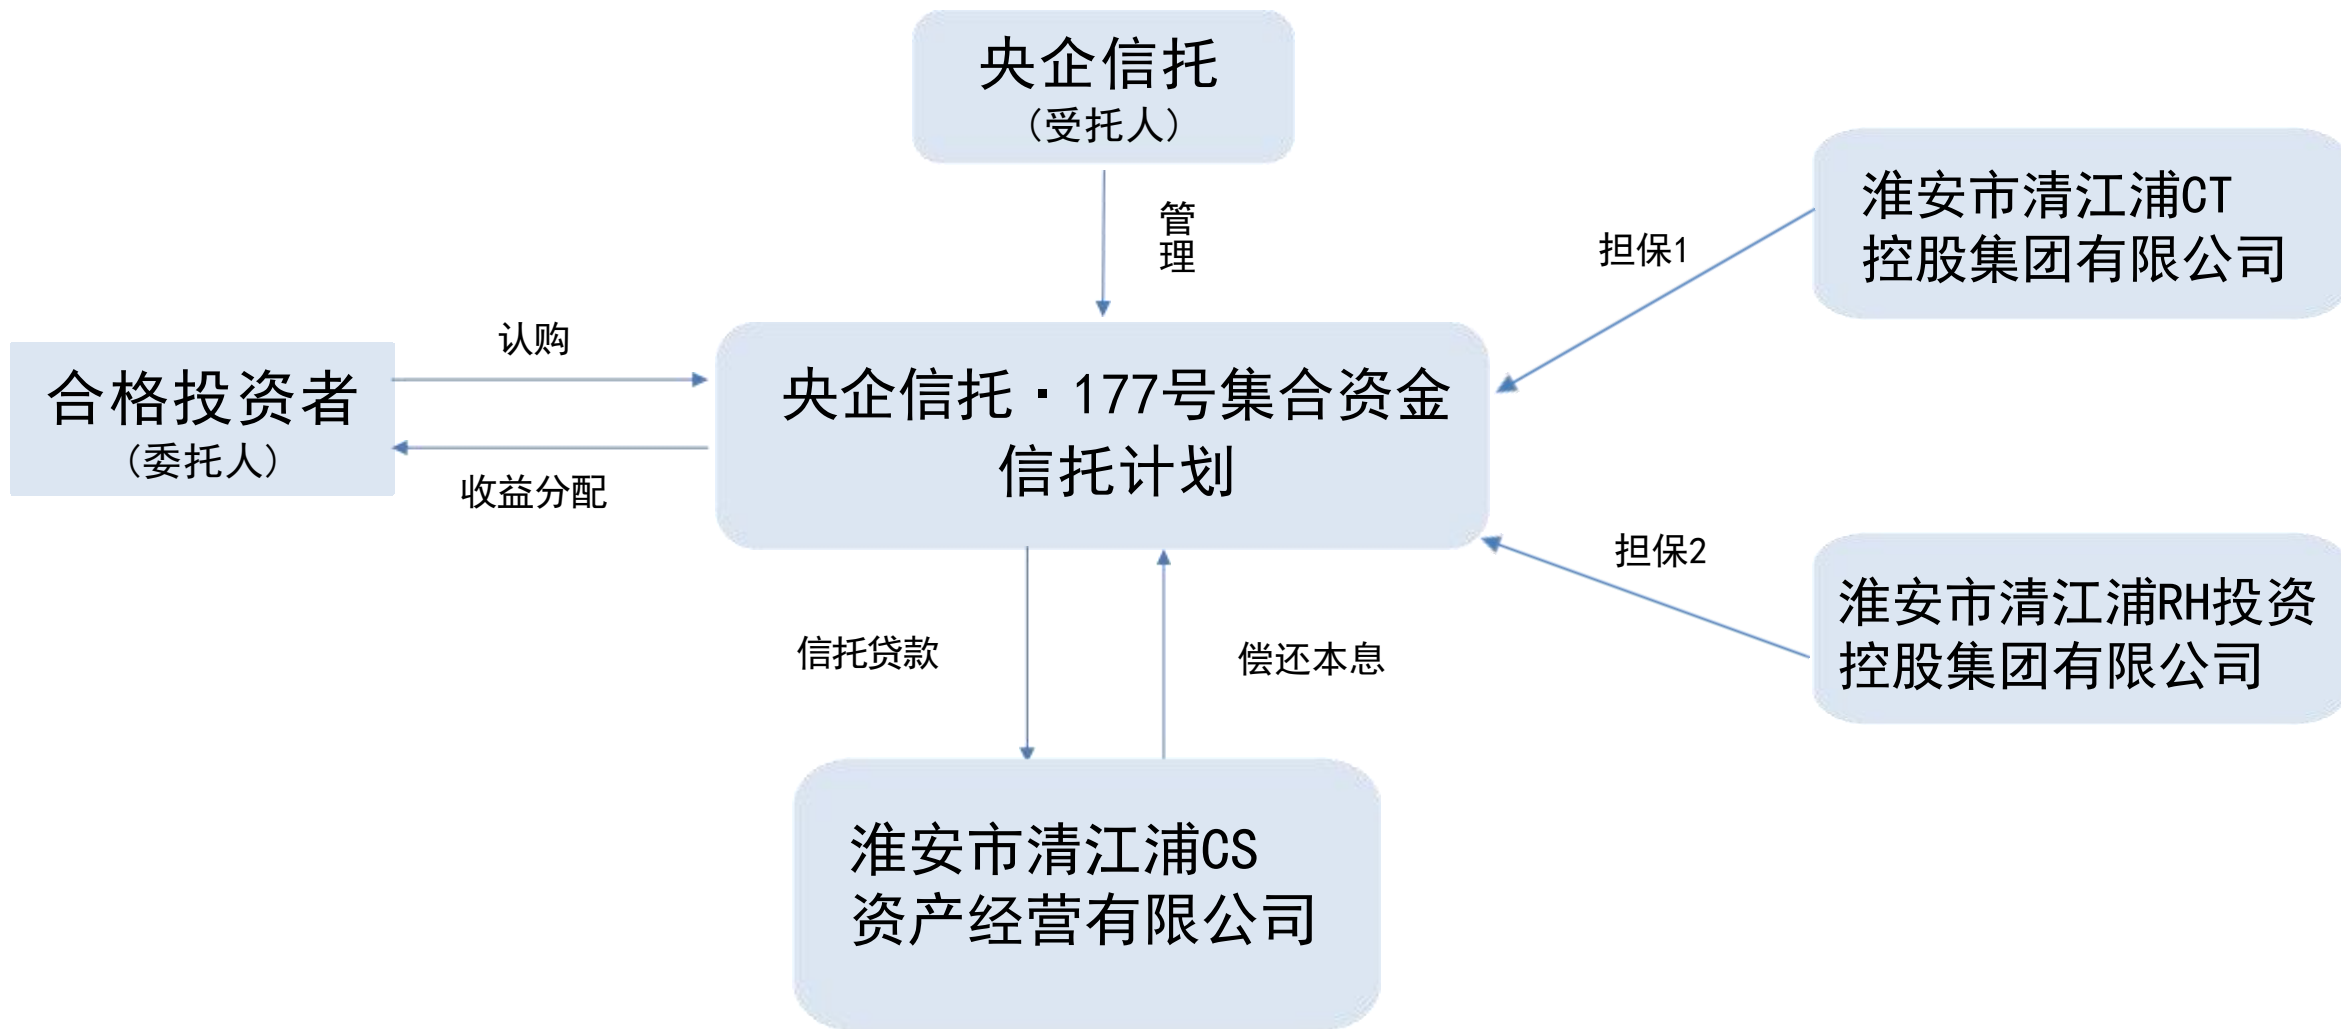 央企信托
（受托人）
管
理
淮安市清江浦CT
控股集团有限公司
担保1
认购
合格投资者
（委托人）
收益分配
央企信托·177号集合资金
信托计划
担保2
淮安市清江浦RH投资
控股集团有限公司
信托贷款
偿还本息
淮安市清江浦CS
资产经营有限公司